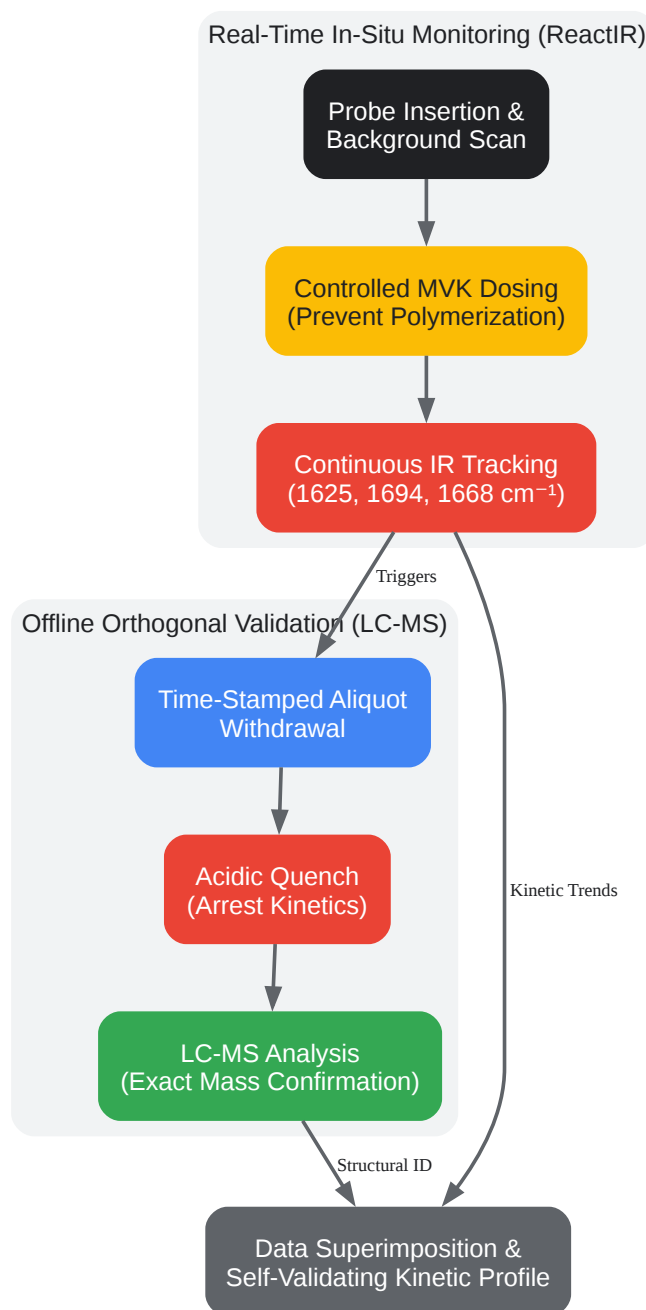 Real-Time In-Situ Monitoring (ReactIR)
Probe Insertion &
Background Scan
Controlled MVK Dosing
(Prevent Polymerization)
Continuous IR Tracking
(1625, 1694, 1668 cm⁻¹)
Triggers
Offline Orthogonal Validation (LC-MS)
Time-Stamped Aliquot
Withdrawal
Acidic Quench
(Arrest Kinetics)
Kinetic Trends
LC-MS Analysis
(Exact Mass Confirmation)
Structural ID
Data Superimposition &
Self-Validating Kinetic Profile